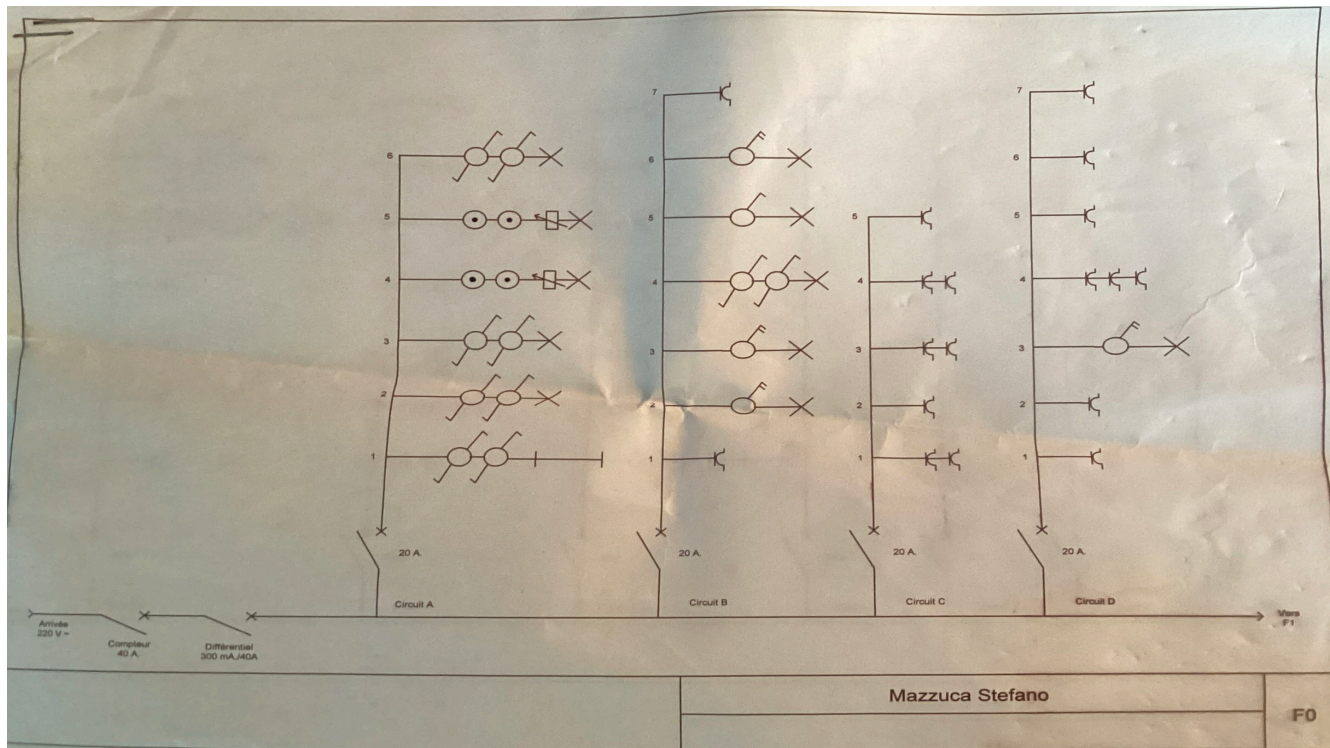 7
7
6
6
6
5
5
5
5
4
4
4
4
3
3
3
3
2
2
2
2
1
1
1
1
20 A.
20 A.
20 A.
20 A.
Circuit A
Circuit B
Circuit C
Circuit D
Arrivée
220 V ~
Compteur
40 A.
Différentiel
300 mA./40A
Vers
F1
Mazzuca Stefano
F0